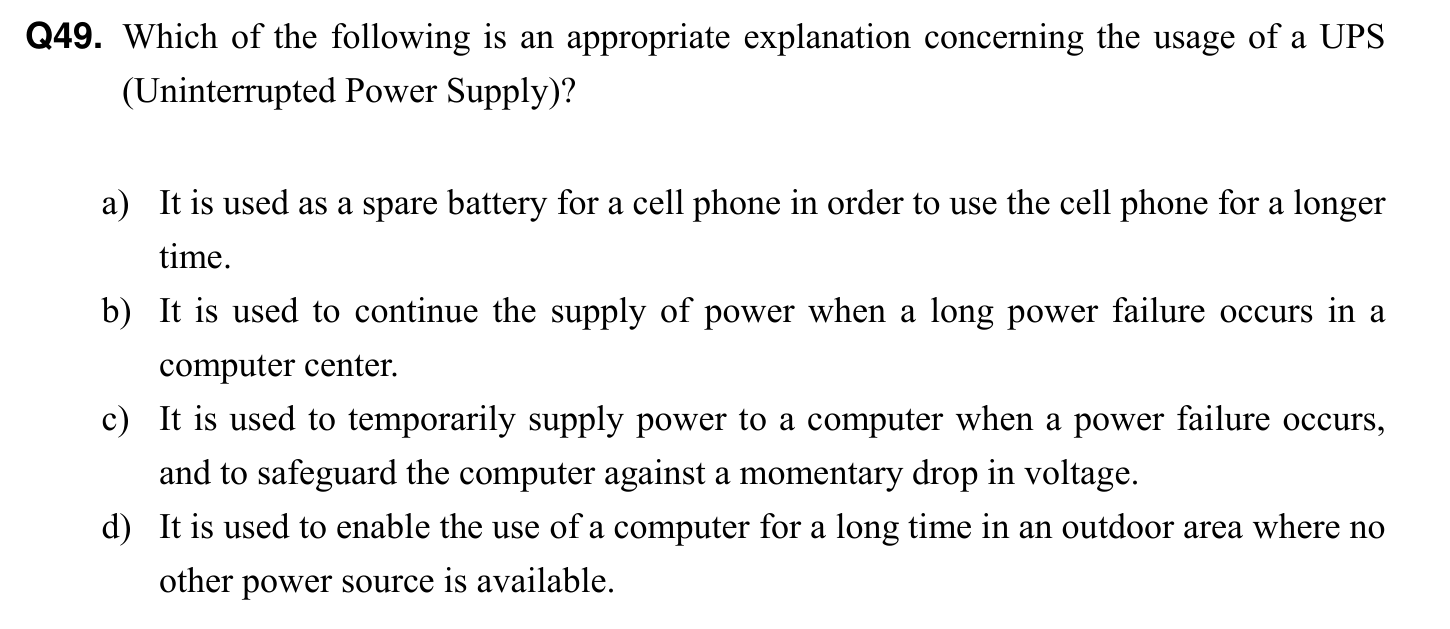 Q49. Which of the following is an appropriate explanation concerning the usage of a UPS
(Uninterrupted Power Supply)?
a) It is used as a spare battery for a cell phone in order to use the cell phone for a longer
time.
b) It is used to continue the supply of power when a long power failure occurs in a
computer center.
c) It is used to temporarily supply power to a computer when a power failure occurs,
and to safeguard the computer against a momentary drop in voltage.
d) It is used to enable the use of a computer for a long time in an outdoor area where no
other power source is available.